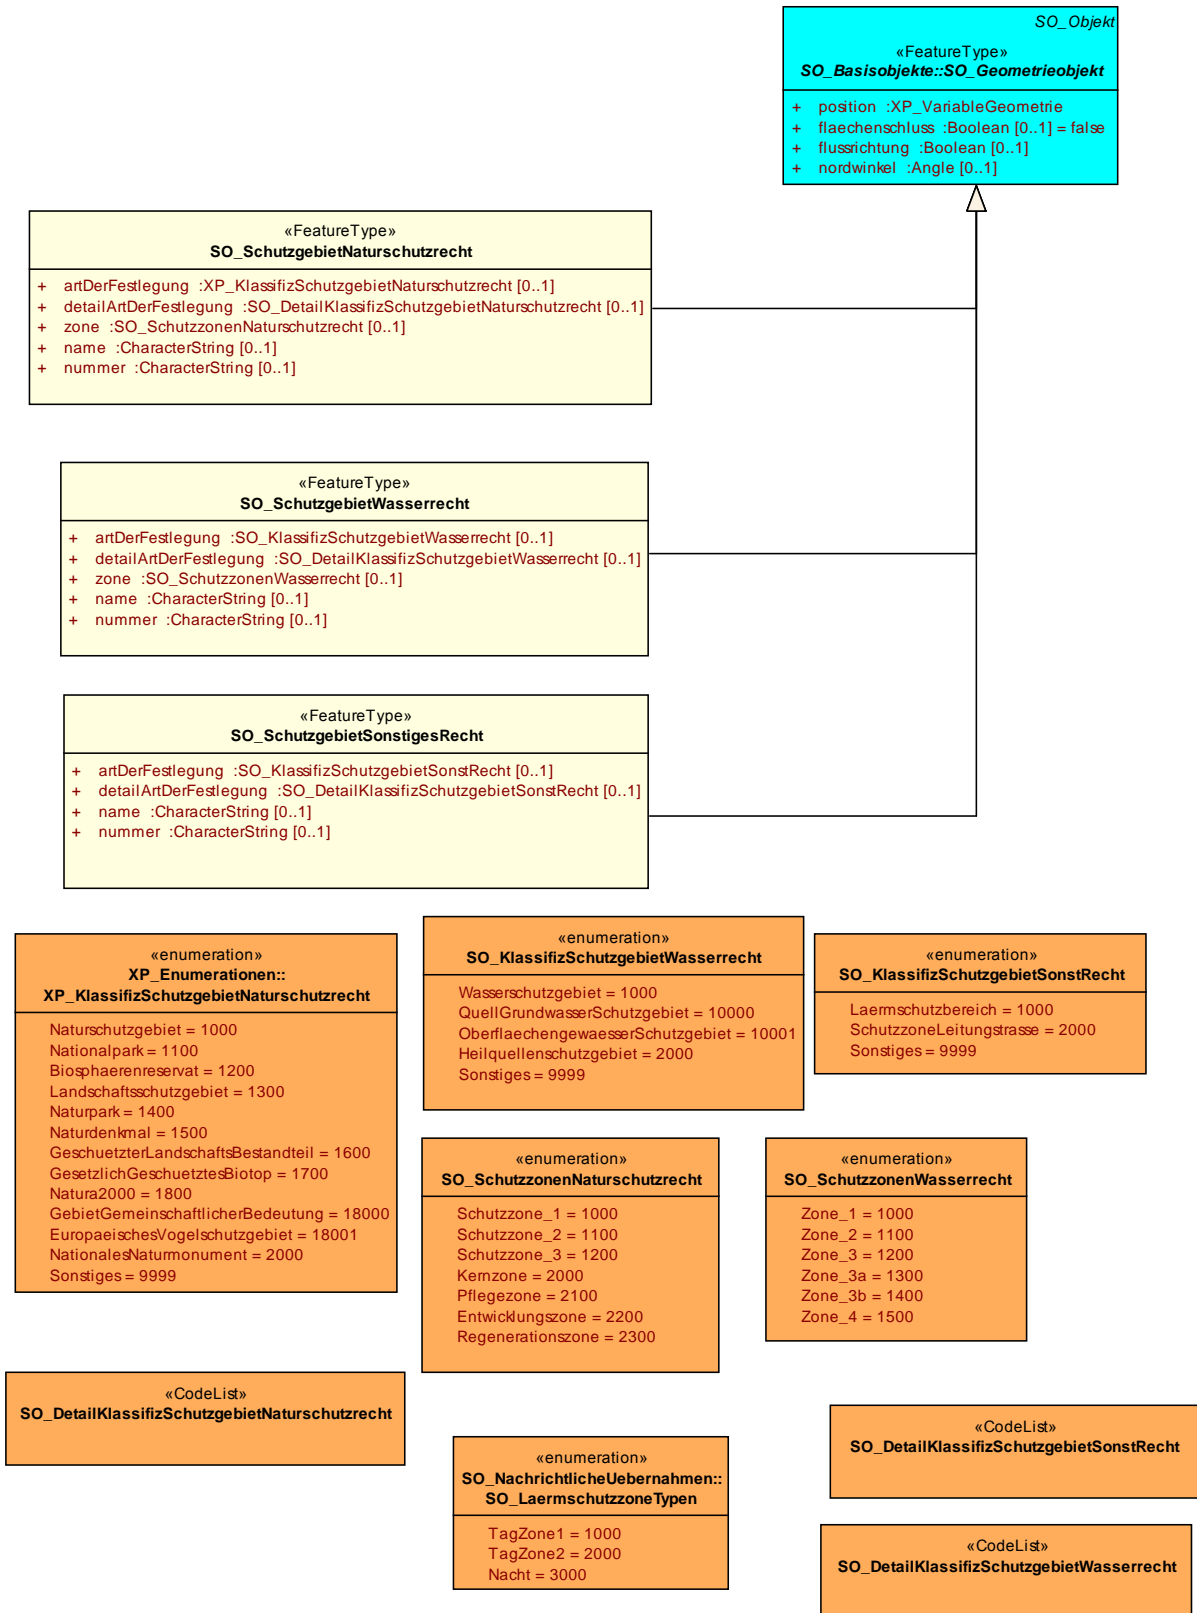 SO_Objekt
«FeatureType»
SO_Basisobjekte::SO_Geometrieobjekt
+ position :XP_VariableGeometrie
+ flaechenschluss :Boolean [0..1] = false
+ flussrichtung :Boolean [0..1]
+ nordwinkel :Angle [0..1]
«FeatureType»
SO_SchutzgebietNaturschutzrecht
+ artDerFestlegung :XP_KlassifizSchutzgebietNaturschutzrecht [0..1]
+ detailArtDerFestlegung :SO_DetailKlassifizSchutzgebietNaturschutzrecht [0..1]
+ zone :SO_SchutzzonenNaturschutzrecht [0..1]
+ name :CharacterString [0..1]
+ nummer :CharacterString [0..1]
«FeatureType»
SO_SchutzgebietWasserrecht
+ artDerFestlegung :SO_KlassifizSchutzgebietWasserrecht [0..1]
+ detailArtDerFestlegung :SO_DetailKlassifizSchutzgebietWasserrecht [0..1]
+ zone :SO_SchutzzonenWasserrecht [0..1]
+ name :CharacterString [0..1]
+ nummer :CharacterString [0..1]
«FeatureType»
SO_SchutzgebietSonstigesRecht
+ artDerFestlegung :SO_KlassifizSchutzgebietSonstRecht [0..1]
+ detailArtDerFestlegung :SO_DetailKlassifizSchutzgebietSonstRecht [0..1]
+ name :CharacterString [0..1]
+ nummer :CharacterString [0..1]
«enumeration»
XP_Enumerationen::
XP_KlassifizSchutzgebietNaturschutzrecht
Naturschutzgebiet = 1000
Nationalpark = 1100
Biosphaerenreservat = 1200
Landschaftsschutzgebiet = 1300
Naturpark = 1400
Naturdenkmal = 1500
GeschuetzterLandschaftsBestandteil = 1600
GesetzlichGeschuetztesBiotop = 1700
Natura2000 = 1800
GebietGemeinschaftlicherBedeutung = 18000
EuropaeischesVogelschutzgebiet = 18001
NationalesNaturmonument = 2000
Sonstiges = 9999
«enumeration»
SO_KlassifizSchutzgebietWasserrecht
Wasserschutzgebiet = 1000
QuellGrundwasserSchutzgebiet = 10000
OberflaechengewaesserSchutzgebiet = 10001
Heilquellenschutzgebiet = 2000
Sonstiges = 9999
«enumeration»
SO_KlassifizSchutzgebietSonstRecht
Laermschutzbereich = 1000
SchutzzoneLeitungstrasse = 2000
Sonstiges = 9999
«enumeration»
SO_SchutzzonenNaturschutzrecht
Schutzzone_1 = 1000
Schutzzone_2 = 1100
Schutzzone_3 = 1200
Kernzone = 2000
Pflegezone = 2100
Entwicklungszone = 2200
Regenerationszone = 2300
«enumeration»
SO_SchutzzonenWasserrecht
Zone_1 = 1000
Zone_2 = 1100
Zone_3 = 1200
Zone_3a = 1300
Zone_3b = 1400
Zone_4 = 1500
«CodeList»
SO_DetailKlassifizSchutzgebietNaturschutzrecht
«enumeration»
SO_NachrichtlicheUebernahmen::
SO_LaermschutzzoneTypen
TagZone1 = 1000
TagZone2 = 2000
Nacht = 3000
«CodeList»
SO_DetailKlassifizSchutzgebietSonstRecht
«CodeList»
SO_DetailKlassifizSchutzgebietWasserrecht